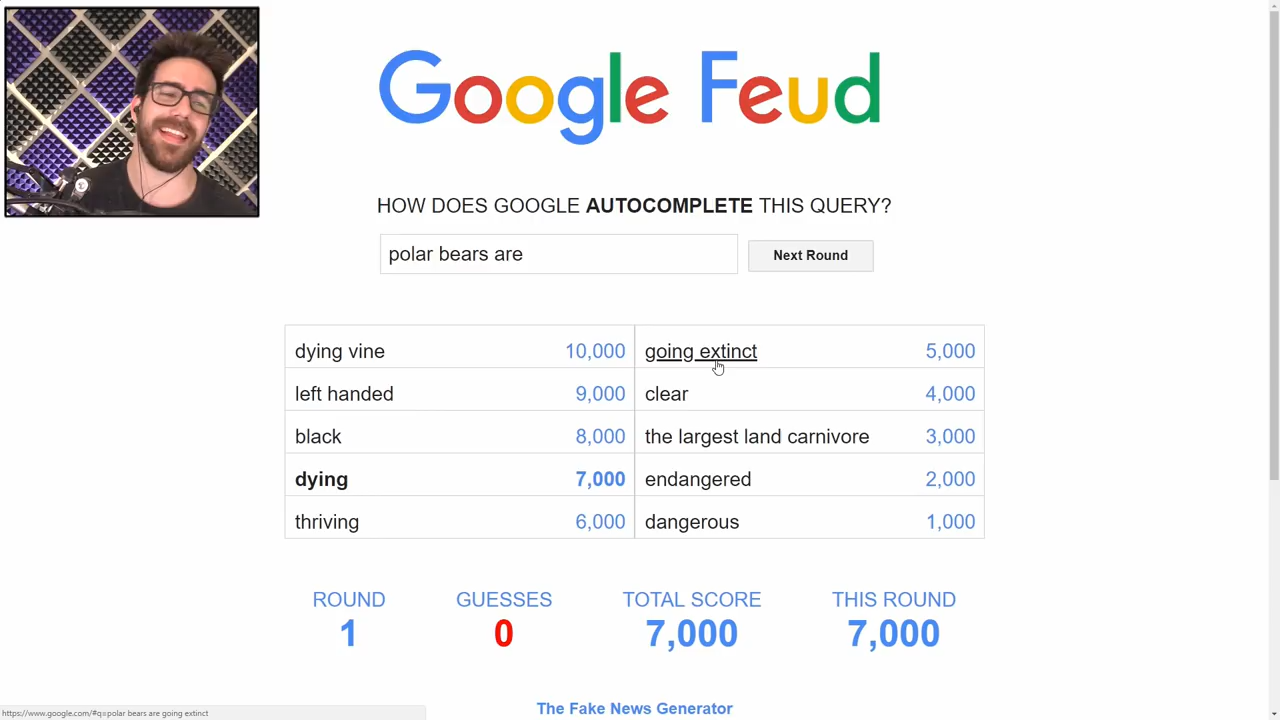 Google Feud
HOW DOES GOOGLE AUTOCOMPLETE THIS QUERY?
polar bears are
Next Round
dying vine 10,000 going extinct 5,000
left handed 9,000 clear 4,000
black 8,000 the largest land carnivore 3,000
dying 7,000 endangered 2,000
thriving 6,000 dangerous 1,000
ROUND GUESSES TOTAL SCORE THIS ROUND
1 0 7,000 7,000
The Fake News Generator
https://www.google.com/#q=polar bears are going extinct